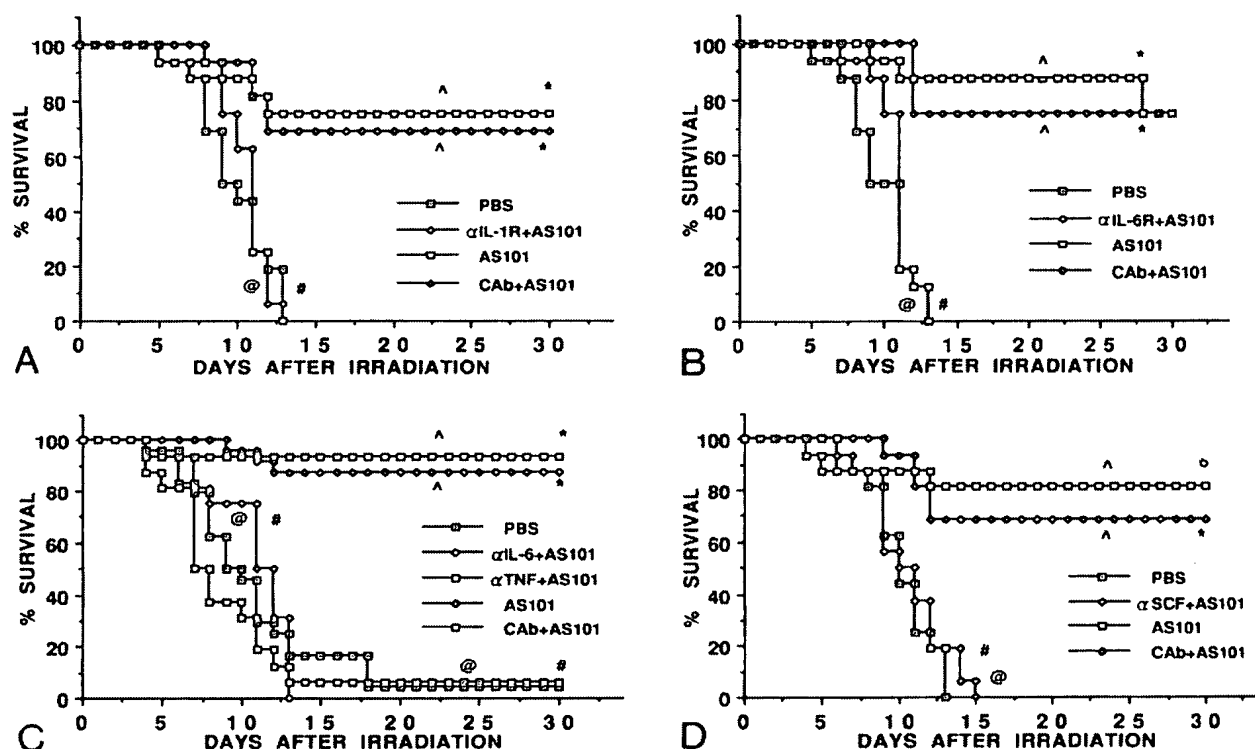 % SURVIVAL
100
80
60
40
20
0
^ *
^ *
PBS
αIL-1R+AS101
AS101
CAb+AS101
@ #
0 5 10 15 20 25 30
A DAYS AFTER IRRADIATION
% SURVIVAL
100
80
60
40
20
0
^ *
^ *
PBS
αIL-6R+AS101
AS101
CAb+AS101
@ #
0 5 10 15 20 25 30
B DAYS AFTER IRRADIATION
% SURVIVAL
100
80
60
40
20
0
^ *
^ *
@ #
PBS
αIL-6+AS101
αTNF+AS101
AS101
CAb+AS101
@ #
0 5 10 15 20 25 30
C DAYS AFTER IRRADIATION
% SURVIVAL
100
80
60
40
20
0
^
^ *
PBS
αSCF+AS101
AS101
CAb+AS101
#
@
5 10 15 20 25 30
D DAYS AFTER IRRADIATION